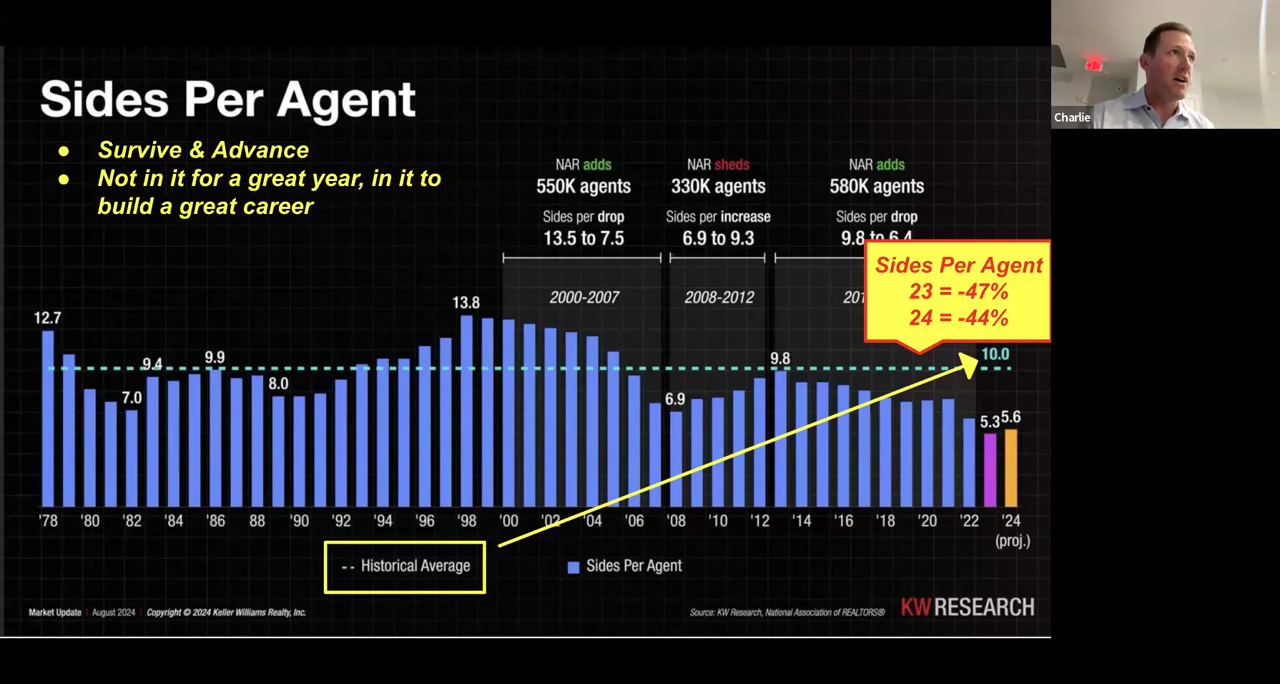 Sides Per Agent
● Survive & Advance
● Not in it for a great year, in it to
build a great career
NAR adds
550K agents
Sides per drop
13.5 to 7.5
2000-2007
NAR sheds
330K agents
Sides per increase
6.9 to 9.3
2008-2012
NAR adds
580K agents
Sides per drop
9.8 to 6.4
Sides Per Agent
23 = -47%
24 = -44%
Charlie
12.7
7.0
9.4
9.9
8.0
13.8
6.9
9.8
10.0
5.3
5.6
'78 '80 '82 '84 '86 88 '90 '92 '94 '96 '98 '00 '02 '04 '06 '08 '10 '12 '14 '16 '18 '20 '22 '24
(proj.)
Historical Average
Sides Per Agent
Market Update | August 2024 | Copyright © 2024 Keller Williams Realty, Inc.
Source: KW Research, National Association of REALTORS®
KWRESEARCH